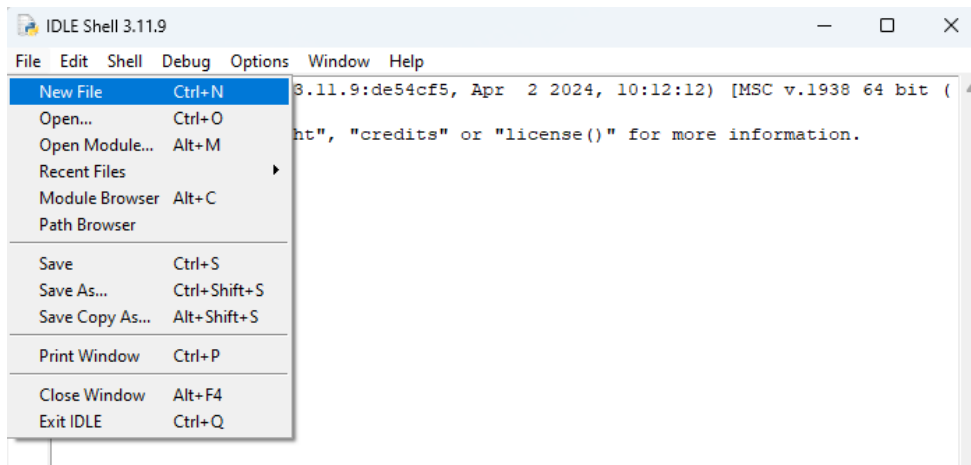 IDLE Shell 3.11.9
File Edit Shell Debug Options Window Help
New File Ctrl+N
3.11.9:de54cf5, Apr  2 2024, 10:12:12) [MSC v.1938 64 bit (
Open... Ctrl+O
ht", "credits" or "license()" for more information.
Open Module... Alt+M
Recent Files
Module Browser Alt+C
Path Browser
Save Ctrl+S
Save As... Ctrl+Shift+S
Save Copy As... Alt+Shift+S
Print Window Ctrl+P
Close Window Alt+F4
Exit IDLE Ctrl+Q